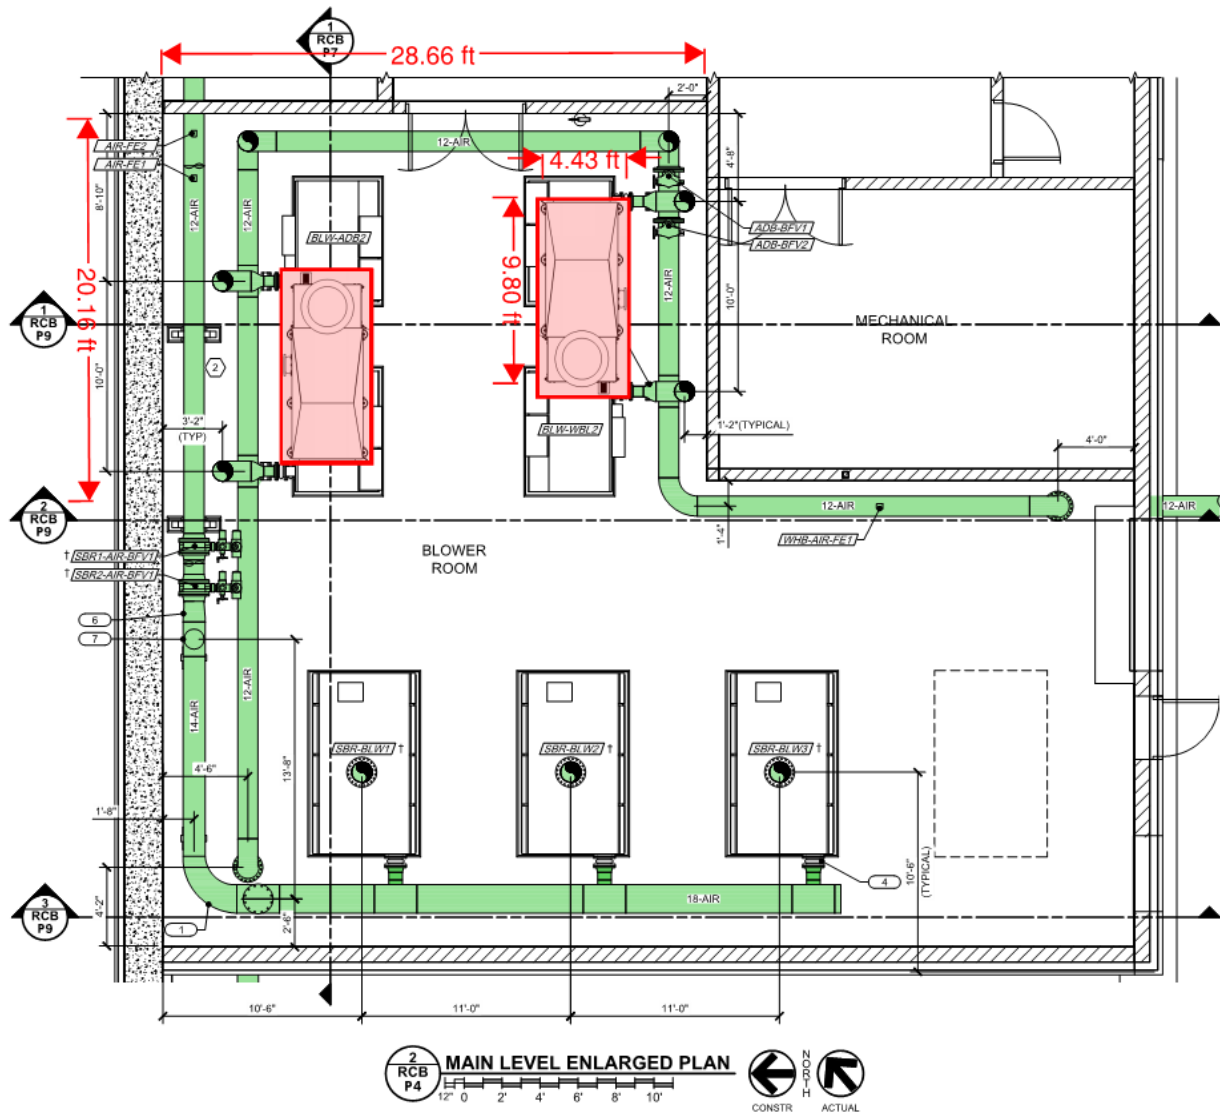 1
RCB
P7
28.66 ft
2'-0"
AIR-FE2
AIR-FE1
8'-10"
12-AIR
12-AIR
12-AIR
4.43 ft
4'-8"
BLW-ADB2
ADB-BFV1
ADB-BFV2
20.16 ft
9.80 ft
12-AIR
10'-0"
1
RCB
P9
MECHANICAL
ROOM
2
10'-0"
3'-2"
(TYP)
BLW-WBL2
1'-2"(TYPICAL)
4'-0"
2
RCB
P9
12-AIR
12-AIR
1'-4"
WHB-AIR-FE1
BLOWER
ROOM
† SBR1-AIR-BFV1
† SBR2-AIR-BFV1
6
7
12-AIR
14-AIR
SBR-BLW1 †
SBR-BLW2 †
SBR-BLW3 †
4'-6"
13'-8"
1'-8"
10'-6"
(TYPICAL)
4
3
RCB
P9
4'-2"
18-AIR
1
2'-6"
10'-6"
11'-0"
11'-0"
2
RCB
P4
MAIN LEVEL ENLARGED PLAN
12" 0 2' 4' 6' 8' 10'
NORTH
CONSTR
ACTUAL